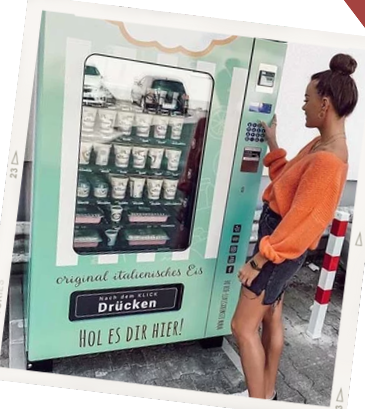 original italienisches Eis
Nach dem KLICK
Drücken
HOL ES DIR HIER!